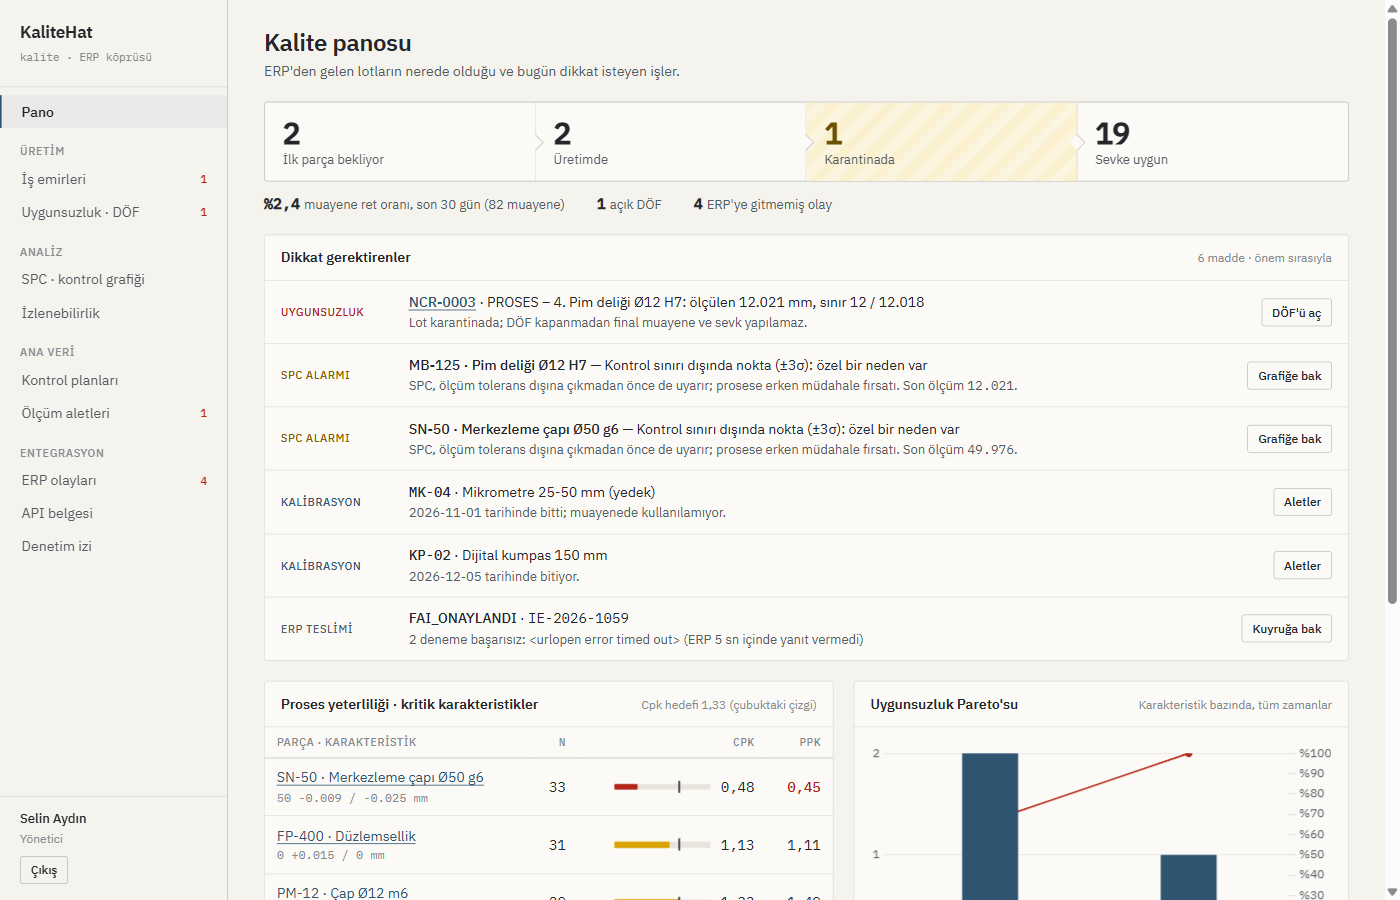 KaliteHat
kalite · ERP köprüsü
Pano
ÜRETİM
İş emirleri 1
Uygunsuzluk · DÖF 1
ANALİZ
SPC · kontrol grafiği
İzlenebilirlik
ANA VERİ
Kontrol planları
Ölçüm aletleri 1
ENTEGRASYON
ERP olayları 4
API belgesi
Denetim izi
Selin Aydın
Yönetici
Çıkış
Kalite panosu
ERP'den gelen lotların nerede olduğu ve bugün dikkat isteyen işler.
2
İlk parça bekliyor
2
Üretimde
1
Karantinada
19
Sevke uygun
%2,4 muayene ret oranı, son 30 gün (82 muayene) 1 açık DÖF 4 ERP'ye gitmemiş olay
Dikkat gerektirenler 6 madde · önem sırasıyla
UYGUNSUZLUK
NCR-0003 · PROSES – 4. Pim deliği Ø12 H7: ölçülen 12.021 mm, sınır 12 / 12.018
Lot karantinada; DÖF kapanmadan final muayene ve sevk yapılamaz.
DÖF'ü aç
SPC ALARMI
MB-125 · Pim deliği Ø12 H7 — Kontrol sınırı dışında nokta (±3σ): özel bir neden var
SPC, ölçüm tolerans dışına çıkmadan önce de uyarır; prosese erken müdahale fırsatı. Son ölçüm 12.021.
Grafiğe bak
SPC ALARMI
SN-50 · Merkezleme çapı Ø50 g6 — Kontrol sınırı dışında nokta (±3σ): özel bir neden var
SPC, ölçüm tolerans dışına çıkmadan önce de uyarır; prosese erken müdahale fırsatı. Son ölçüm 49.976.
Grafiğe bak
KALİBRASYON
MK-04 · Mikrometre 25-50 mm (yedek)
2026-11-01 tarihinde bitti; muayenede kullanılamıyor.
Aletler
KALİBRASYON
KP-02 · Dijital kumpas 150 mm
2026-12-05 tarihinde bitiyor.
Aletler
ERP TESLİMİ
FAI_ONAYLANDI · IE-2026-1059
2 deneme başarısız: <urlopen error timed out> (ERP 5 sn içinde yanıt vermedi)
Kuyruğa bak
Proses yeterliliği · kritik karakteristikler Cpk hedefi 1,33 (çubuktaki çizgi)
PARÇA · KARAKTERİSTİK N CPK PPK
SN-50 · Merkezleme çapı Ø50 g6 33 0,48 0,45
50 -0.009 / -0.025 mm
FP-400 · Düzlemsellik 31 1,13 1,11
0 +0.015 / 0 mm
PM-12 · Çap Ø12 m6
Uygunsuzluk Pareto'su Karakteristik bazında, tüm zamanlar
2
1
%100
%90
%80
%70
%60
%50
%40
%30